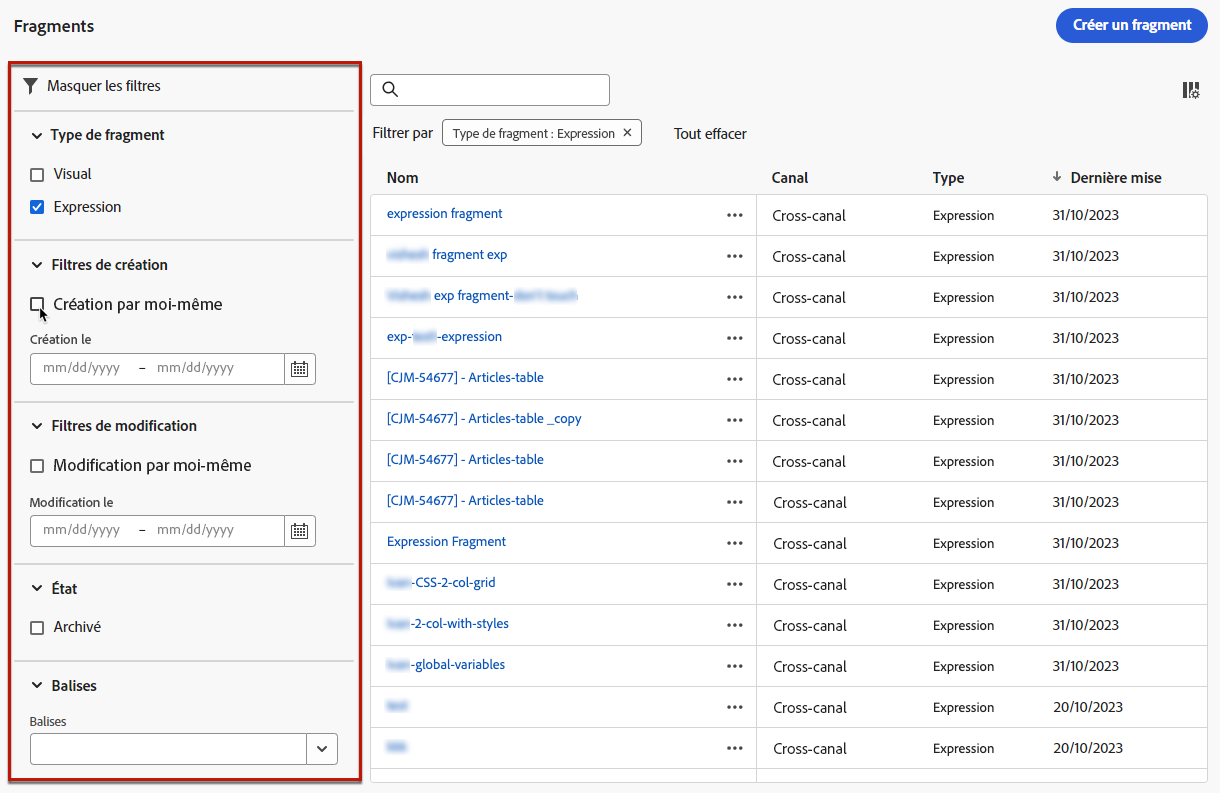 Fragments
Créer un fragment
Masquer les filtres
Type de fragment
Visual
Expression
Filtres de création
Création par moi-même
Création le
mm/dd/yyyy – mm/dd/yyyy
Filtres de modification
Modification par moi-même
Modification le
mm/dd/yyyy – mm/dd/yyyy
État
Archivé
Balises
Balises
Filtrer par Type de fragment : Expression × Tout effacer
Nom Canal Type Dernière mise
expression fragment Cross-canal Expression 31/10/2023
fragment exp Cross-canal Expression 31/10/2023
exp fragment- Cross-canal Expression 31/10/2023
exp- -expression Cross-canal Expression 31/10/2023
[CJM-54677] - Articles-table Cross-canal Expression 31/10/2023
[CJM-54677] - Articles-table _copy Cross-canal Expression 31/10/2023
[CJM-54677] - Articles-table Cross-canal Expression 31/10/2023
[CJM-54677] - Articles-table Cross-canal Expression 31/10/2023
Expression Fragment Cross-canal Expression 31/10/2023
-CSS-2-col-grid Cross-canal Expression 31/10/2023
-2-col-with-styles Cross-canal Expression 31/10/2023
-global-variables Cross-canal Expression 31/10/2023
Cross-canal Expression 20/10/2023
Cross-canal Expression 20/10/2023